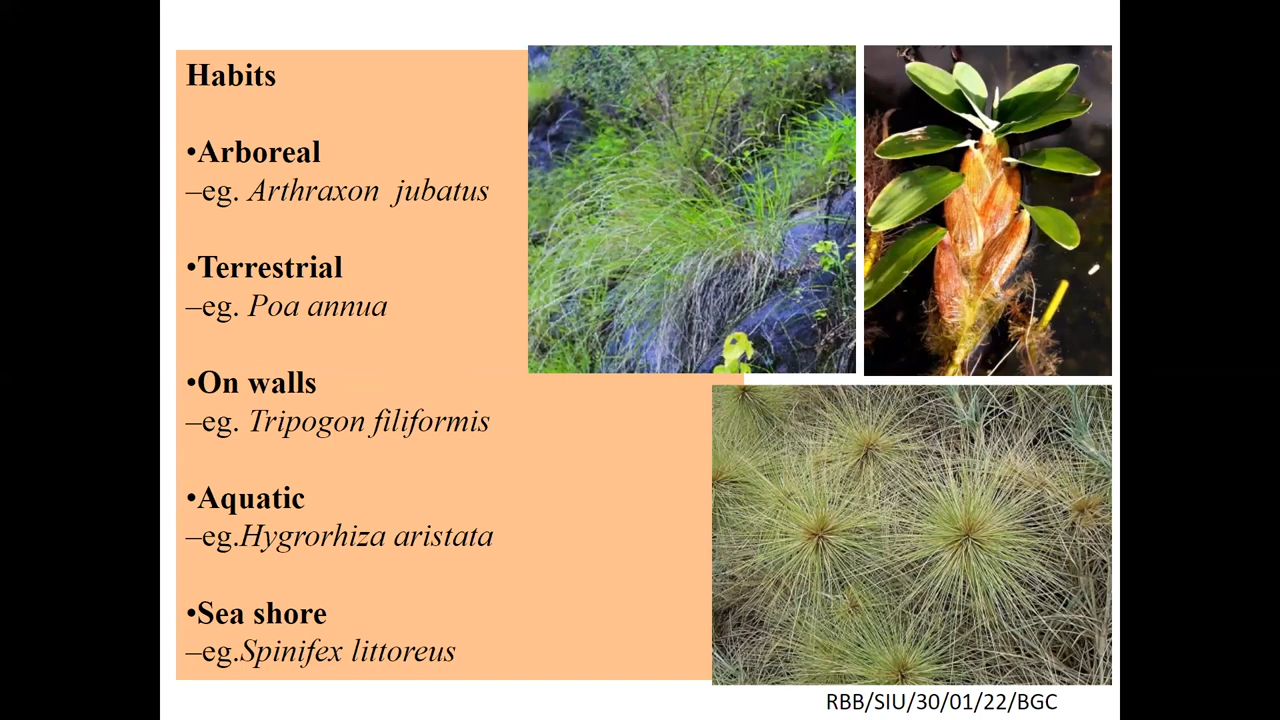 Habits
•Arboreal
–eg. Arthraxon jubatus
•Terrestrial
–eg. Poa annua
•On walls
–eg. Tripogon filiformis
•Aquatic
–eg.Hygrorhiza aristata
•Sea shore
–eg.Spinifex littoreus
RBB/SIU/30/01/22/BGC